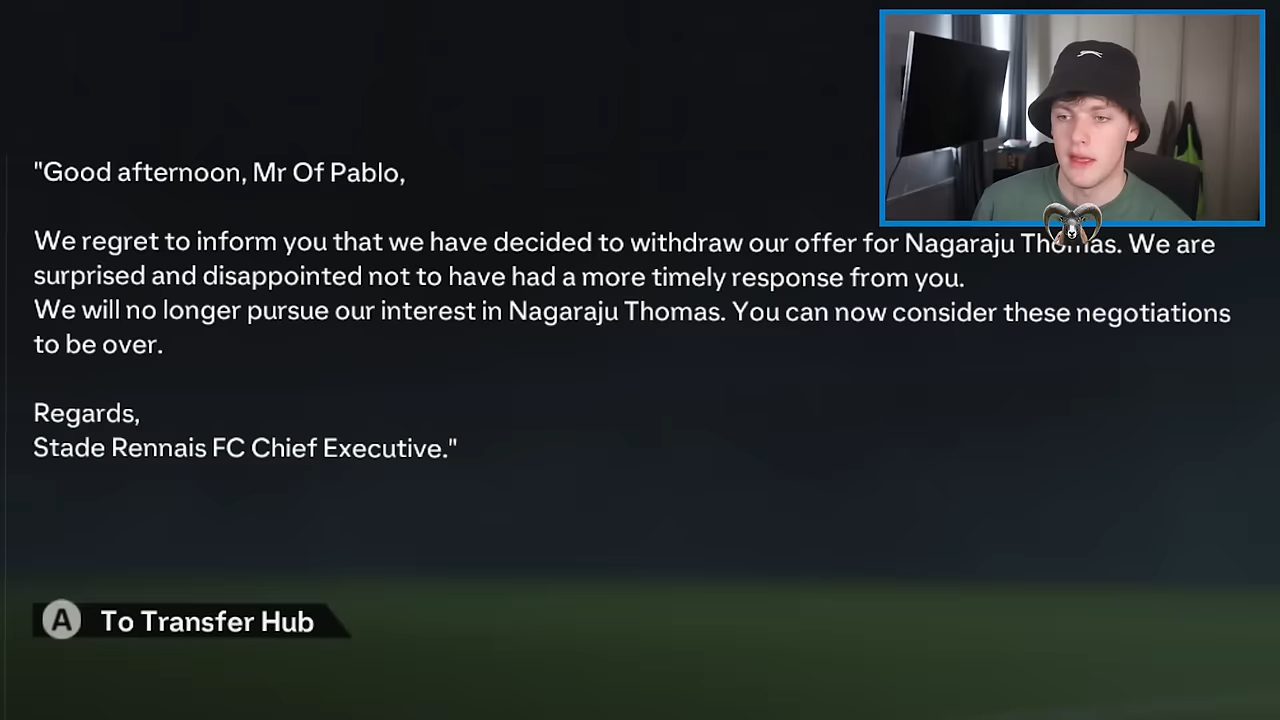 "Good afternoon, Mr Of Pablo,
We regret to inform you that we have decided to withdraw our offer for Nagaraju Thomas. We are
surprised and disappointed not to have had a more timely response from you.
We will no longer pursue our interest in Nagaraju Thomas. You can now consider these negotiations
to be over.
Regards,
Stade Rennais FC Chief Executive."
A To Transfer Hub